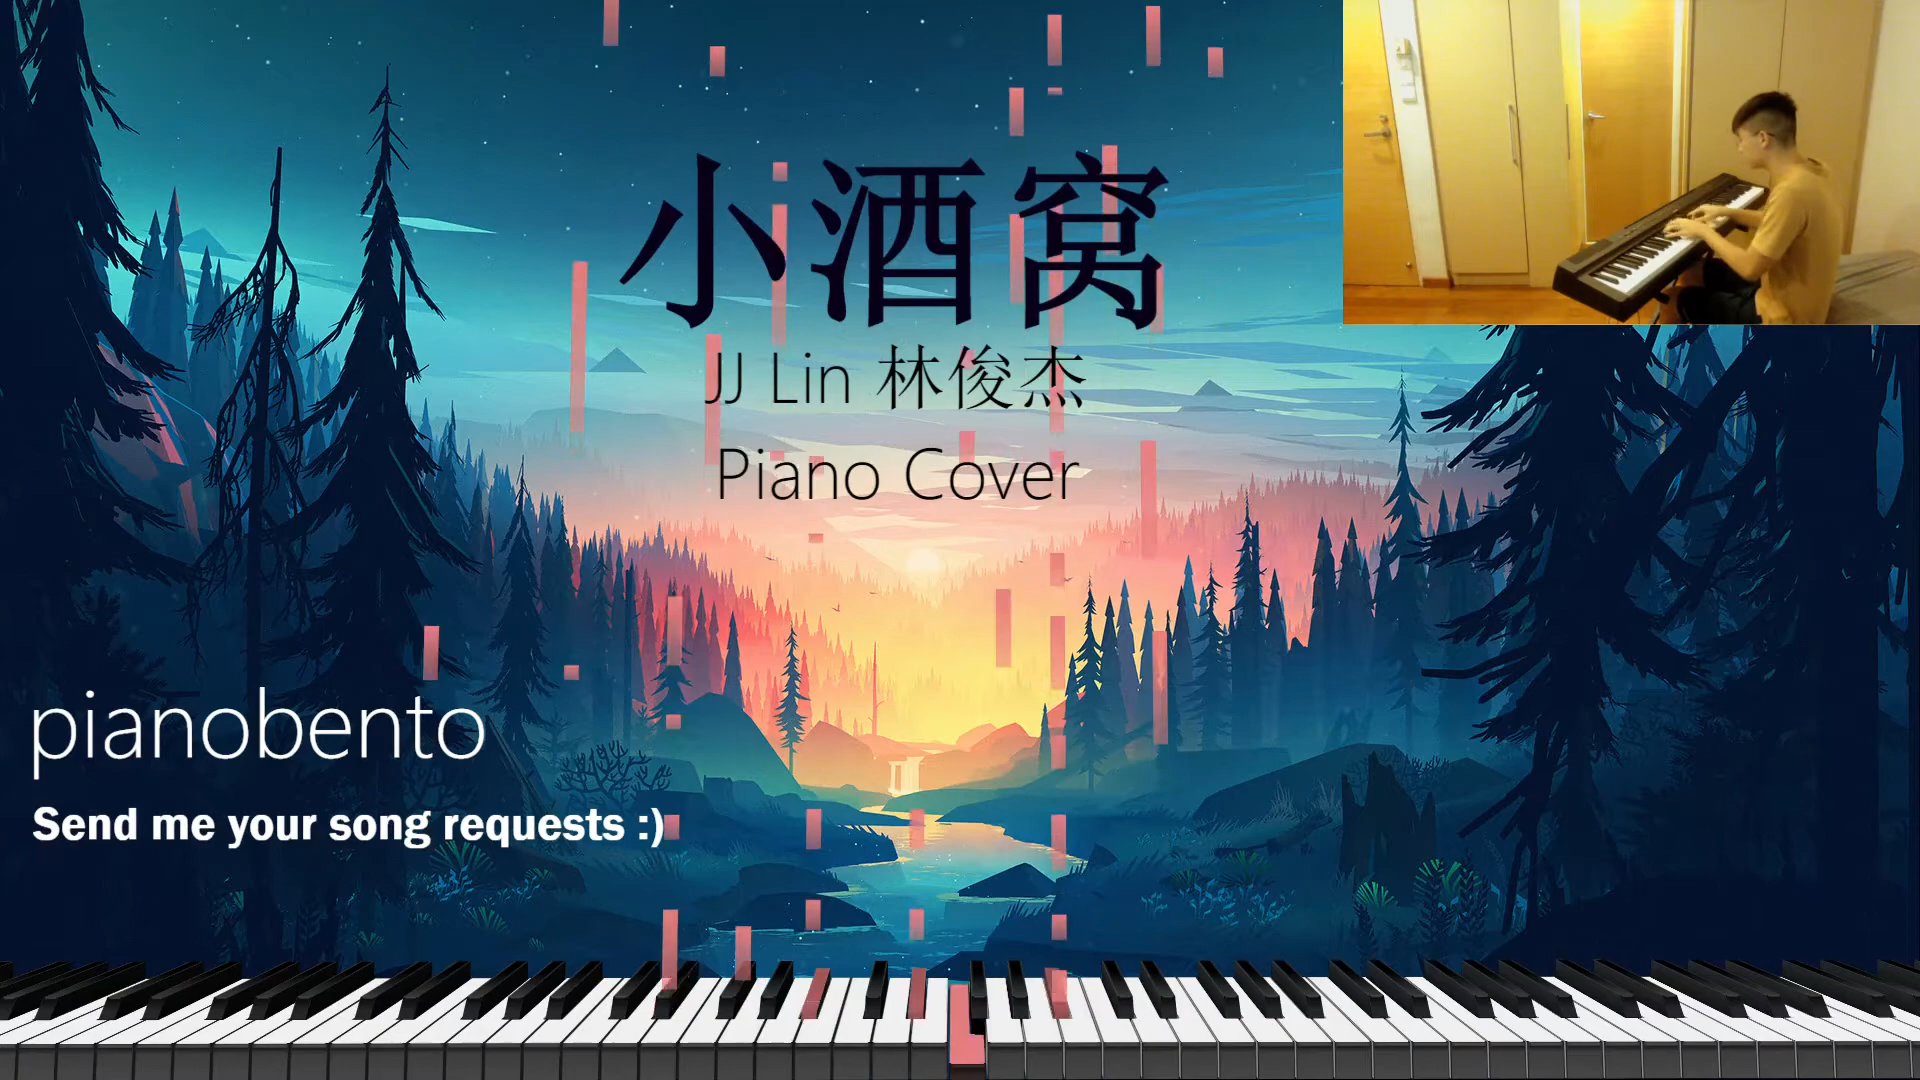 小酒窝
JJ Lin 林俊杰
Piano Cover
pianobento
Send me your song requests :)